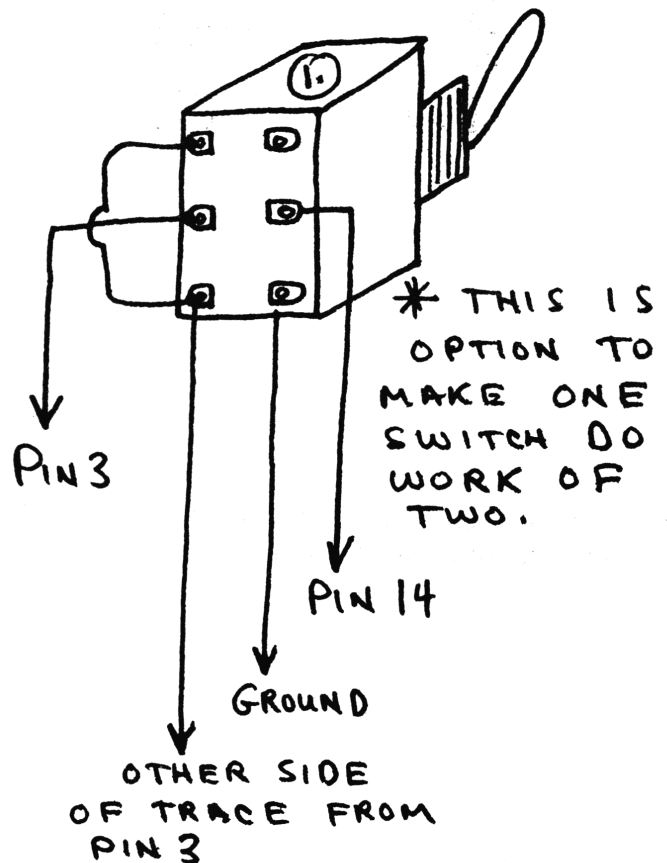 1.
* THIS IS
OPTION TO
MAKE ONE
SWITCH DO
WORK OF
TWO.
PIN 3
PIN 14
GROUND
OTHER SIDE
OF TRACE FROM
PIN 3